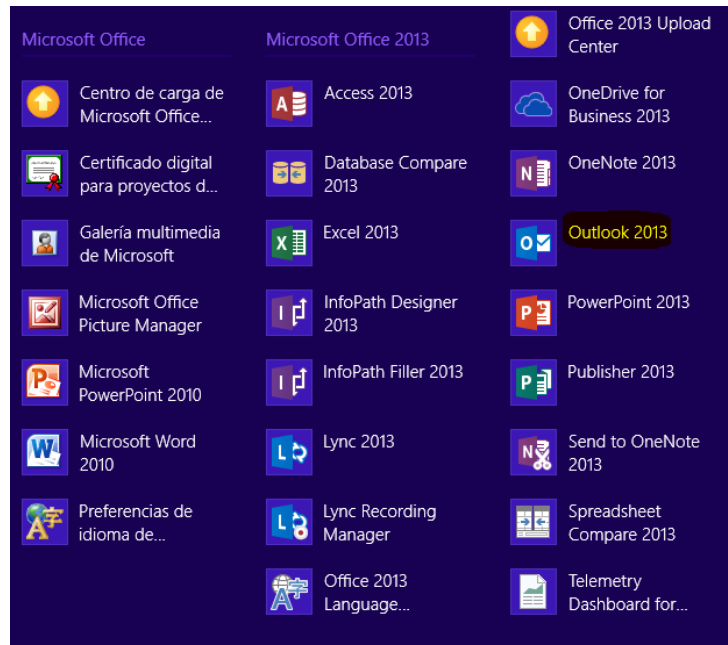 Microsoft Office
Centro de carga de
Microsoft Office...
Certificado digital
para proyectos d...
Galería multimedia
de Microsoft
Microsoft Office
Picture Manager
Microsoft
PowerPoint 2010
Microsoft Word
2010
Preferencias de
idioma de...
Microsoft Office 2013
Access 2013
Database Compare
2013
Excel 2013
InfoPath Designer
2013
InfoPath Filler 2013
Lync 2013
Lync Recording
Manager
Office 2013
Language...
Office 2013 Upload
Center
OneDrive for
Business 2013
OneNote 2013
Outlook 2013
PowerPoint 2013
Publisher 2013
Send to OneNote
2013
Spreadsheet
Compare 2013
Telemetry
Dashboard for...